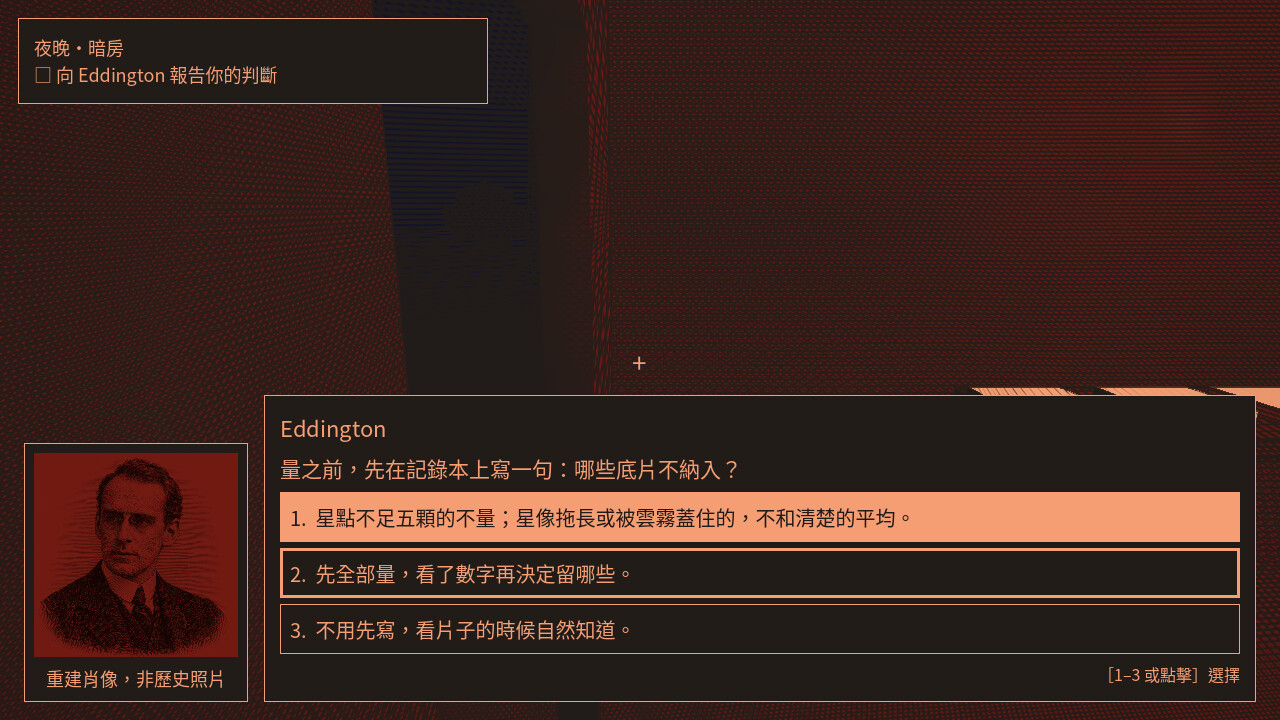 夜晚・暗房
□ 向 Eddington 報告你的判斷
Eddington
量之前，先在記錄本上寫一句：哪些底片不納入？
1. 星點不足五顆的不量；星像拖長或被雲霧蓋住的，不和清楚的平均。
2. 先全部量，看了數字再決定留哪些。
3. 不用先寫，看片子的時候自然知道。
［1–3 或點擊］選擇
重建肖像，非歷史照片